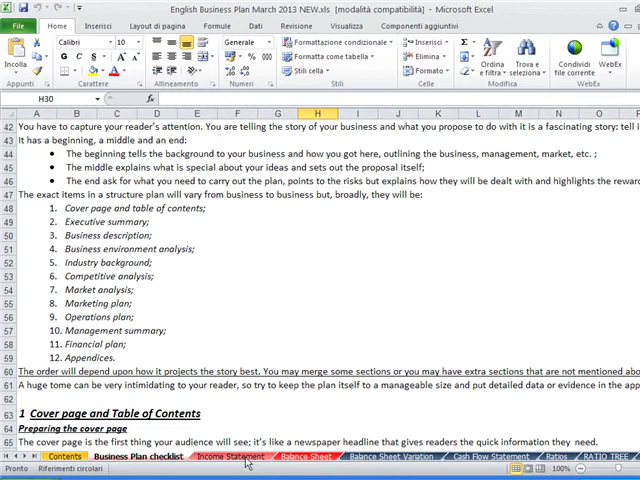 English Business Plan March 2013 NEW.xls [modalità compatibilità] - Microsoft Excel
File Home Inserisci Layout di pagina Formule Dati Revisione Visualizza Componenti aggiuntivi
Calibri 10 Generale Formattazione condizionale Inserisci Σ
Incolla G C S % 000 Formatta come tabella Elimina Ordina e filtra Trova e seleziona Condividi file corrente WebEx
Stili cella Formato
Appunti Carattere Allineamento Numeri Stili Celle Modifica WebEx
H30 fx
A B C D E F G H I J K L M N O
42 You have to capture your reader's attention. You are telling the story of your business and what you propose to do with it is a fascinating story: tell i
43 It has a beginning, a middle and an end:
44 • The beginning tells the background to your business and how you got here, outlining the business, management, market, etc. ;
45 • The middle explains what is special about your ideas and sets out the proposal itself;
46 • The end ask for what you need to carry out the plan, points to the risks but explains how they will be dealt with and highlights the rewar
47 The exact items in a structure plan will vary from business to business but, broadly, they will be:
48 1. Cover page and table of contents;
49 2. Executive summary;
50 3. Business description;
51 4. Business environment analysis;
52 5. Industry background;
53 6. Competitive analysis;
54 7. Market analysis;
55 8. Marketing plan;
56 9. Operations plan;
57 10. Management summary;
58 11. Financial plan;
59 12. Appendices.
60 The order will depend upon how it projects the story best. You may merge some sections or you may have extra sections that are not mentioned abo
61 A huge tome can be very intimidating to your reader, so try to keep the plan itself to a manageable size and put detailed data or evidence in the app
62
63 1 Cover page and Table of Contents
64 Preparing the cover page
65 The cover page is the first thing your audience will see; it's like a newspaper headline that gives readers the quick information they need.
Contents Business Plan checklist Income Statement Balance Sheet Balance Sheet Variation Cash Flow Statement Ratios RATIO TREE
Pronto Riferimenti circolari 100%